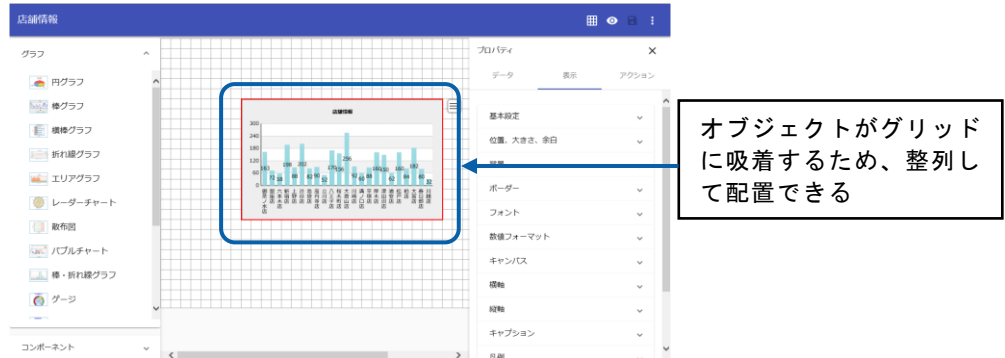 店舗情報
グラフ
円グラフ
棒グラフ
横棒グラフ
折れ線グラフ
エリアグラフ
レーダーチャート
散布図
バブルチャート
棒・折れ線グラフ
ゲージ
コンポーネント
店舗情報
300
240
180
120
60
0
プロパティ
データ 表示 アクション
基本設定
位置、大きさ、余白
ボーダー
フォント
数値フォーマット
キャンバス
横軸
縦軸
キャプション
凡例
オブジェクトがグリッド
に吸着するため、整列し
て配置できる